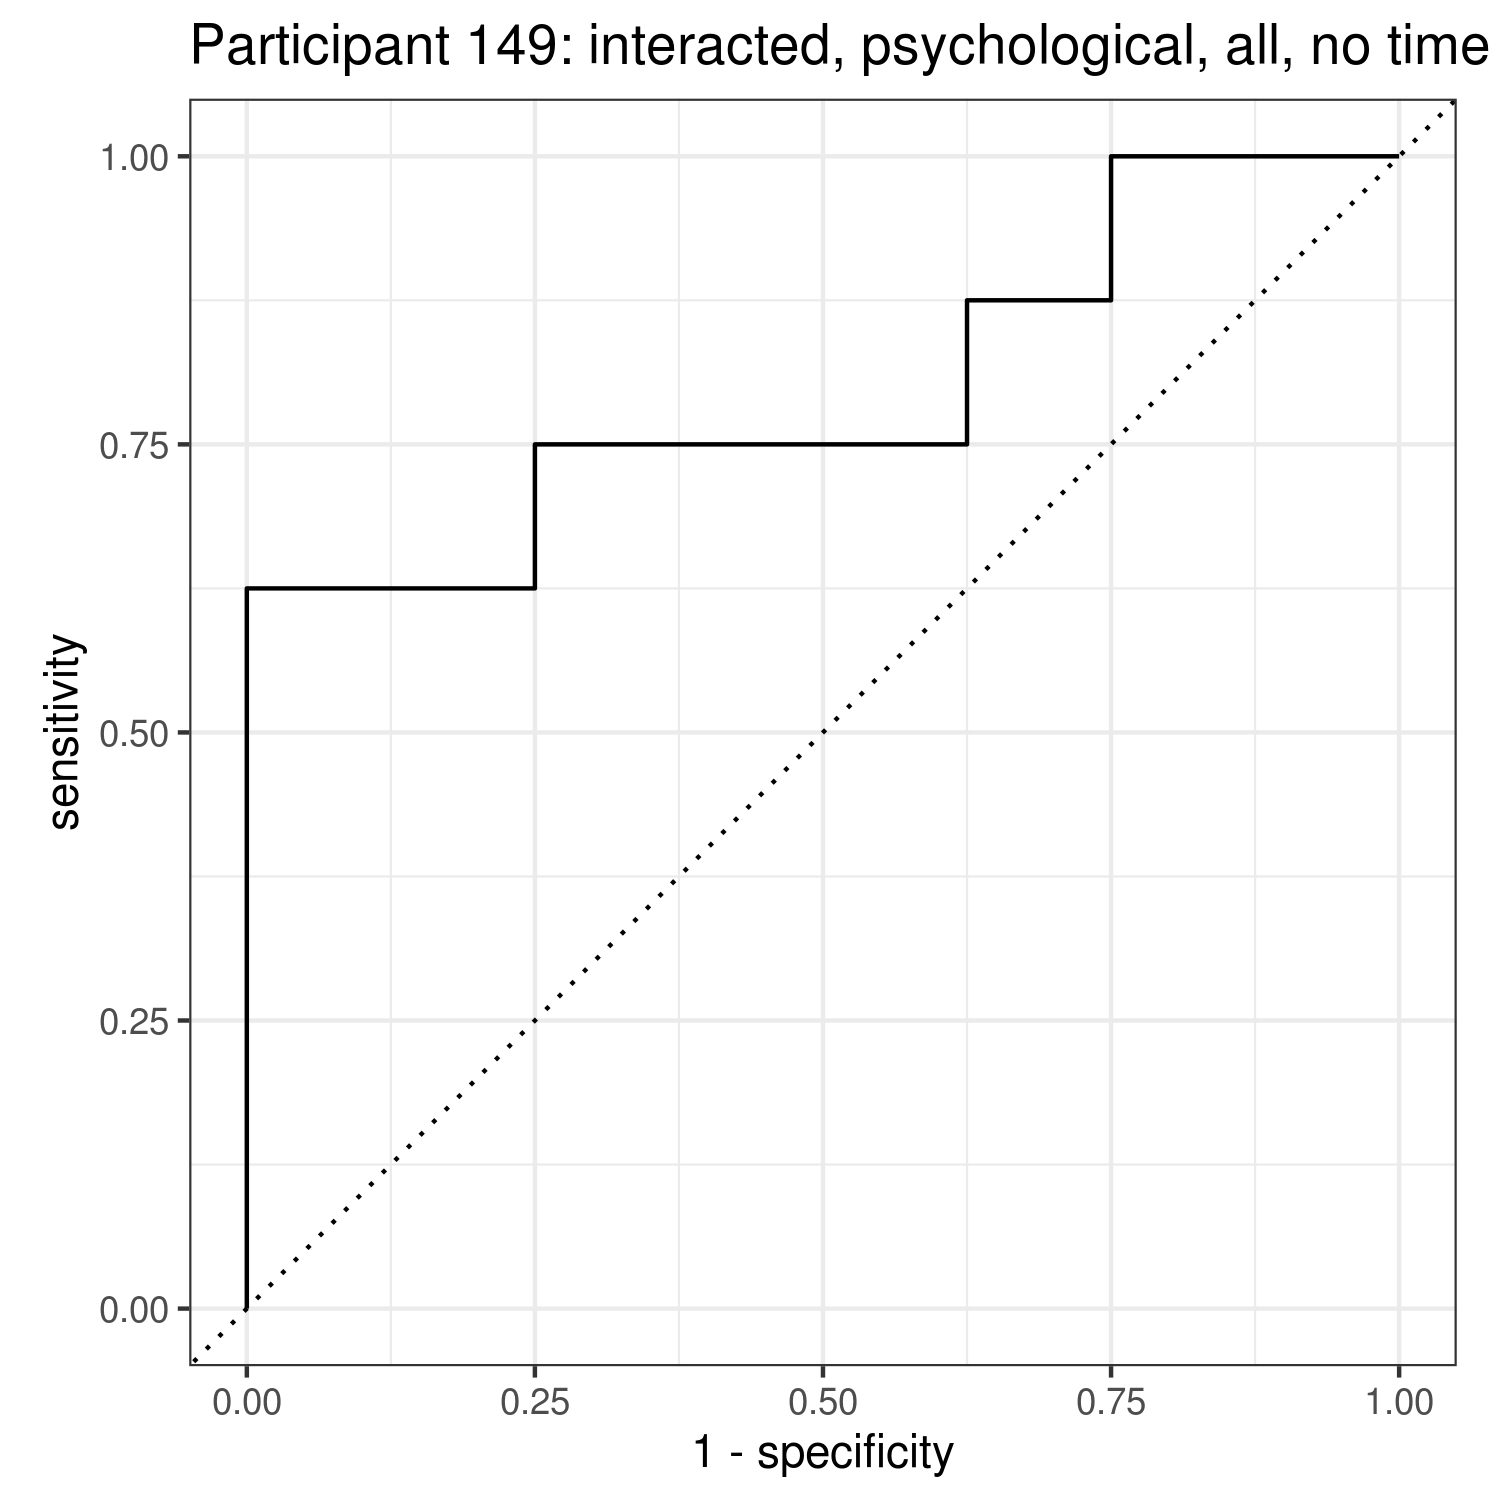 Participant 149: interacted, psychological, all, no time
1.00
0.75
0.50
0.25
0.00
sensitivity
0.00 0.25 0.50 0.75 1.00
1 - specificity